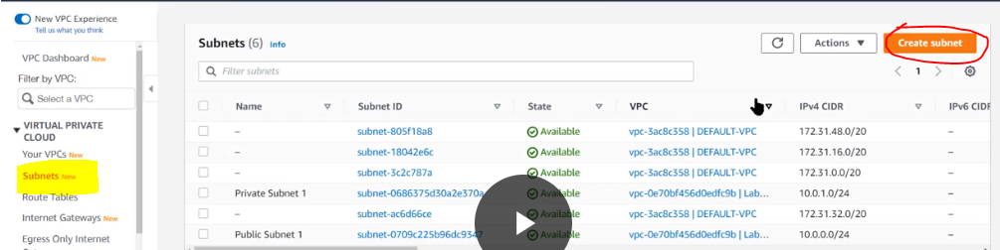 New VPC Experience
Tell us what you think
VPC Dashboard New
Filter by VPC:
Select a VPC
VIRTUAL PRIVATE
CLOUD
Your VPCs New
Subnets New
Route Tables
Internet Gateways New
Egress Only Internet
Subnets (6) Info
Actions
Create subnet
Filter subnets
1
Name Subnet ID State VPC IPv4 CIDR IPv6 CIDR
– subnet-805f18a8 Available vpc-3ac8c358 | DEFAULT-VPC 172.31.48.0/20 –
– subnet-18042e6c Available vpc-3ac8c358 | DEFAULT-VPC 172.31.16.0/20 –
– subnet-3c2c787a Available vpc-3ac8c358 | DEFAULT-VPC 172.31.0.0/20 –
Private Subnet 1 subnet-0686375d30a2e370a Available vpc-0e70bf456d0edfc9b | Lab... 10.0.1.0/24 –
– subnet-ac6d66ce Available vpc-3ac8c358 | DEFAULT-VPC 172.31.32.0/20 –
Public Subnet 1 subnet-0709c225b96dc9347 Available vpc-0e70bf456d0edfc9b | Lab... 10.0.0.0/24 –